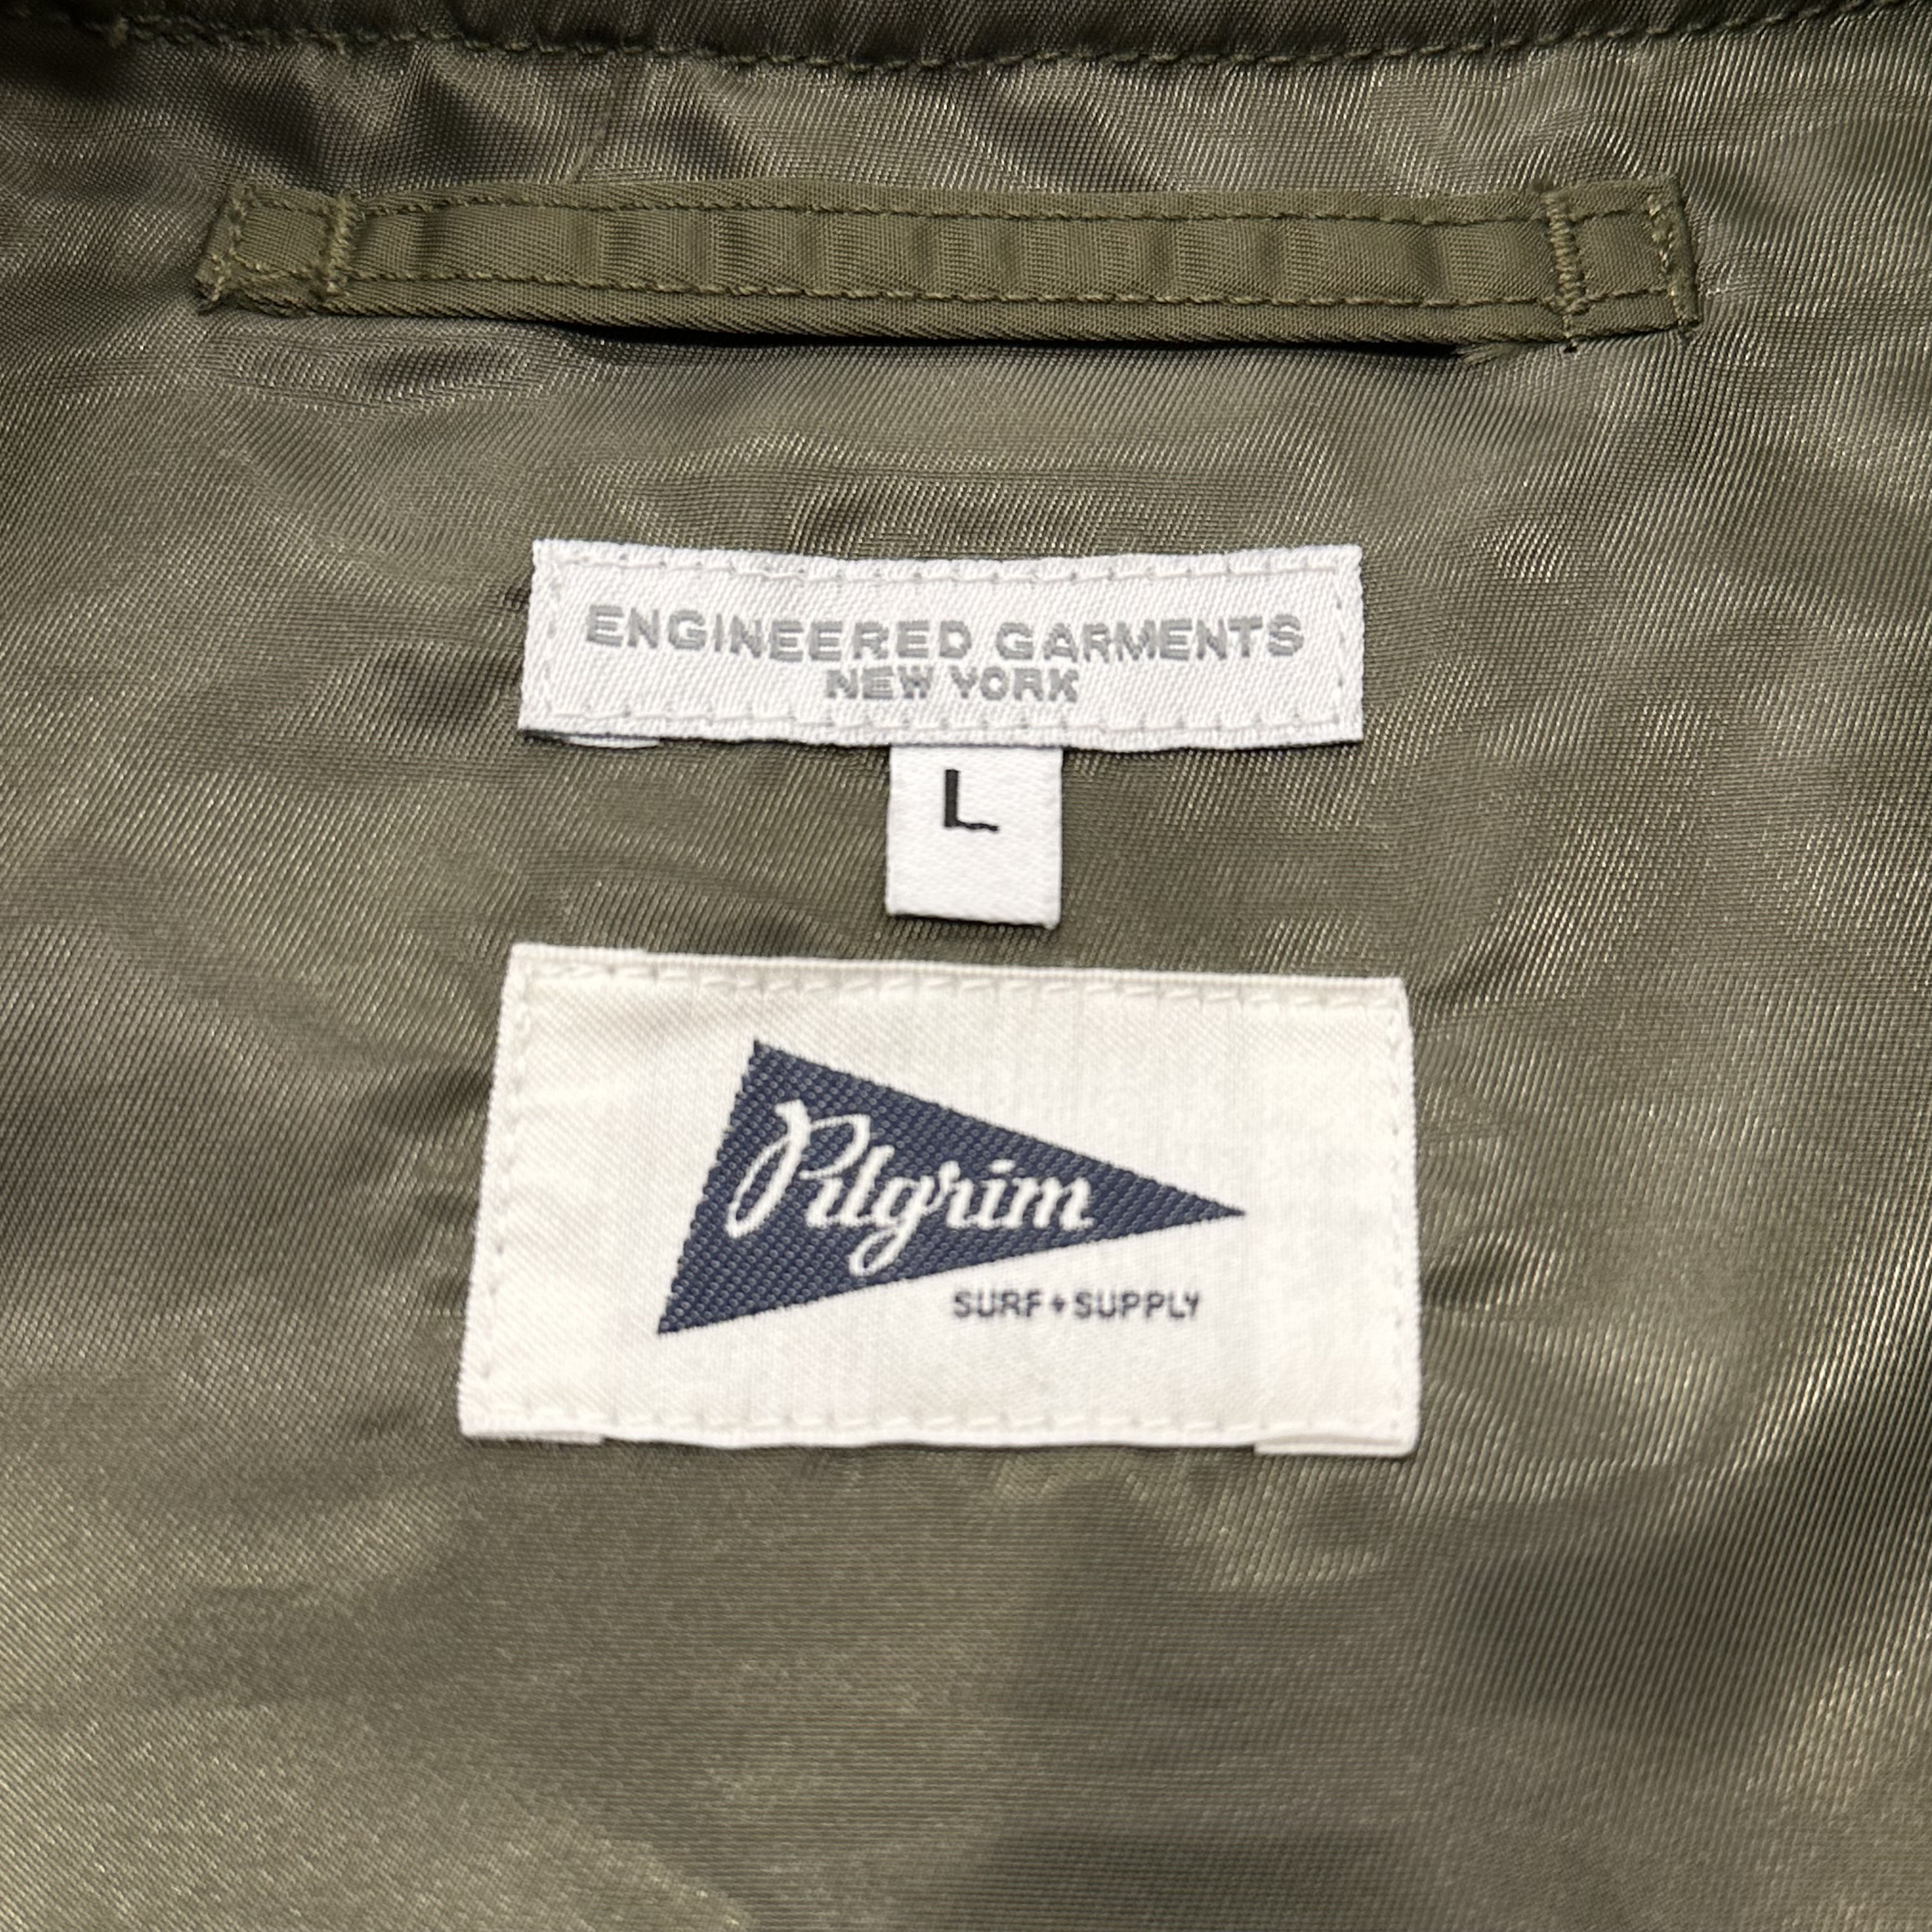 ENGINEERED GARMENTS
NEW YORK
L
Pilgrim
SURF+SUPPLY